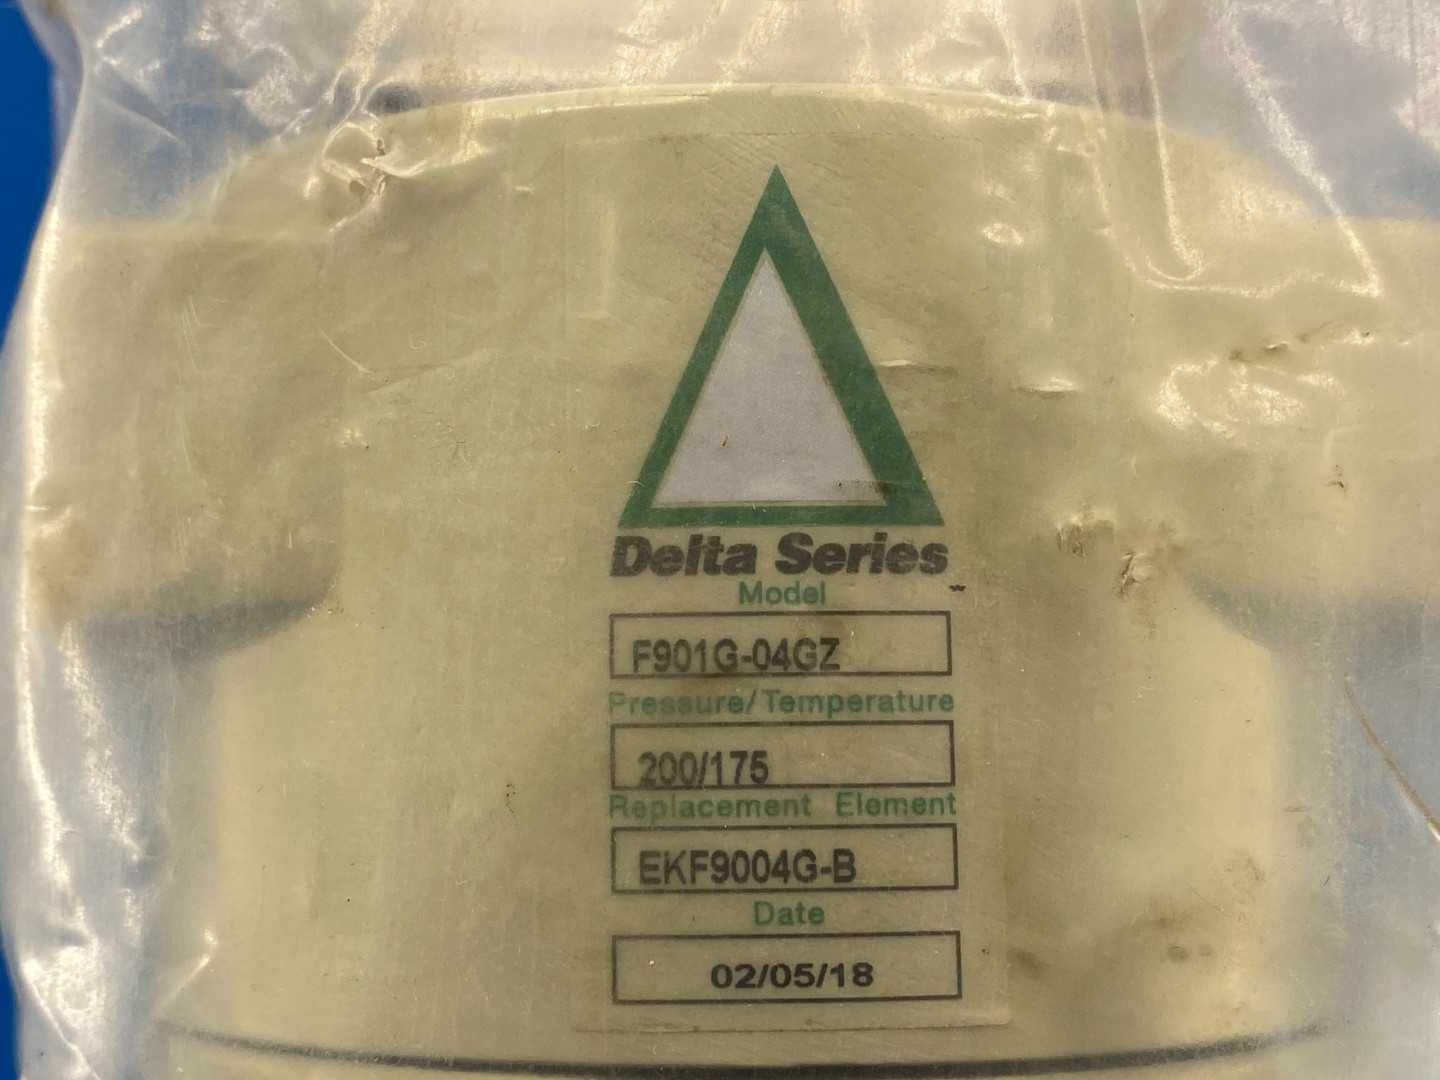 Delta Series
Model
F901G-04GZ
Pressure/Temperature
200/175
Replacement Element
EKF9004G-B
Date
02/05/18